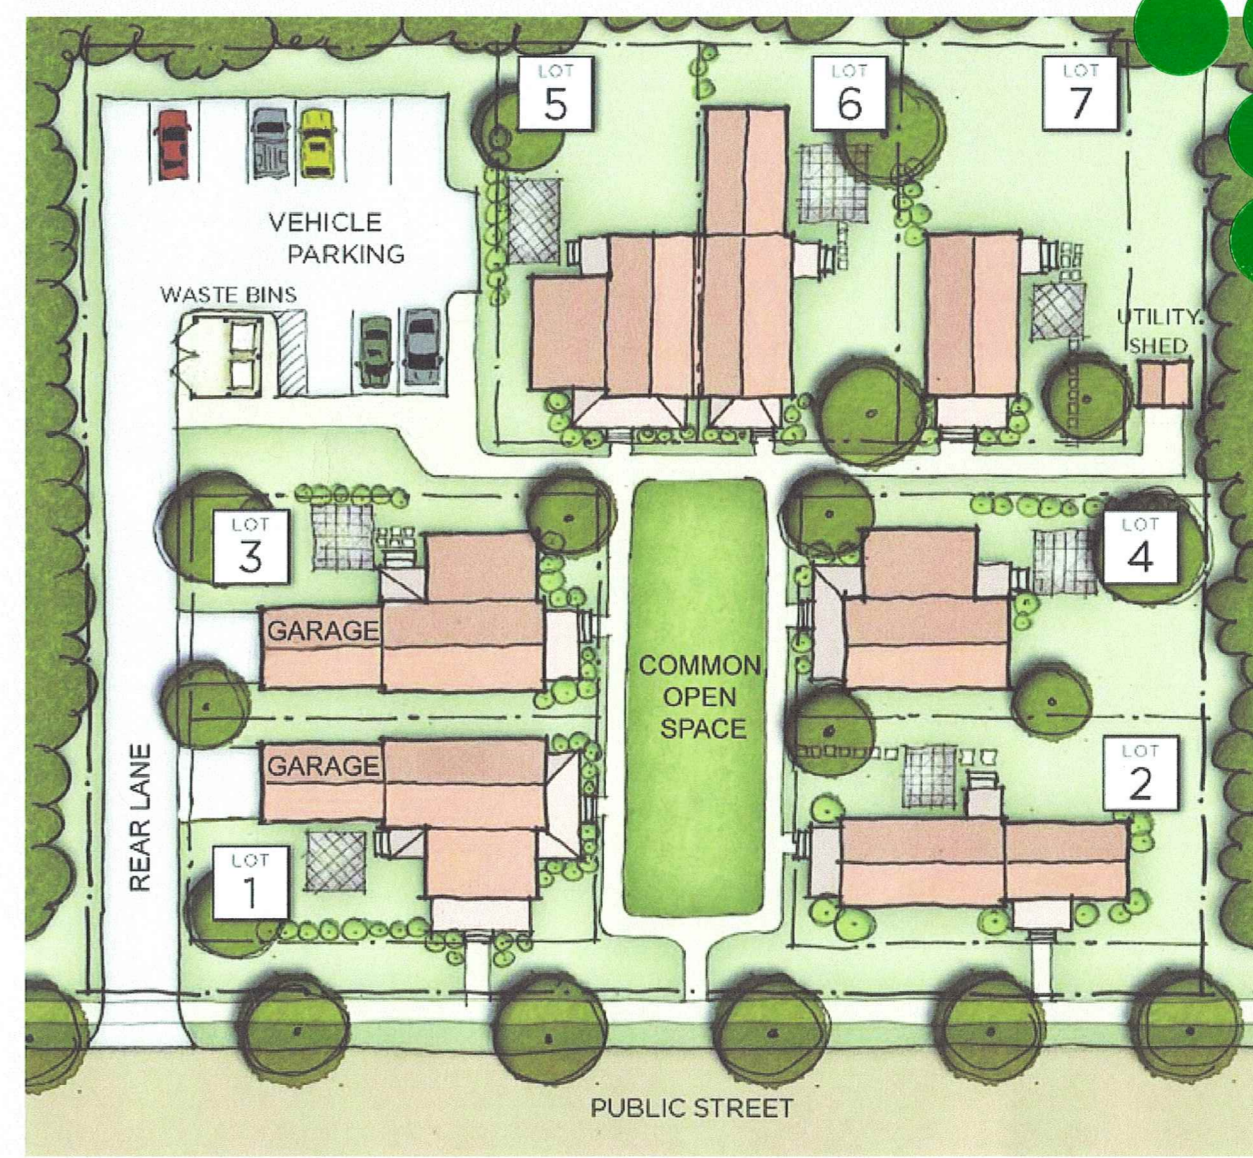 LOT
5
LOT
6
LOT
7
VEHICLE
PARKING
WASTE BINS
UTILITY
SHED
LOT
3
LOT
4
GARAGE
COMMON
OPEN
SPACE
GARAGE
LOT
2
REAR LANE
LOT
1
PUBLIC STREET